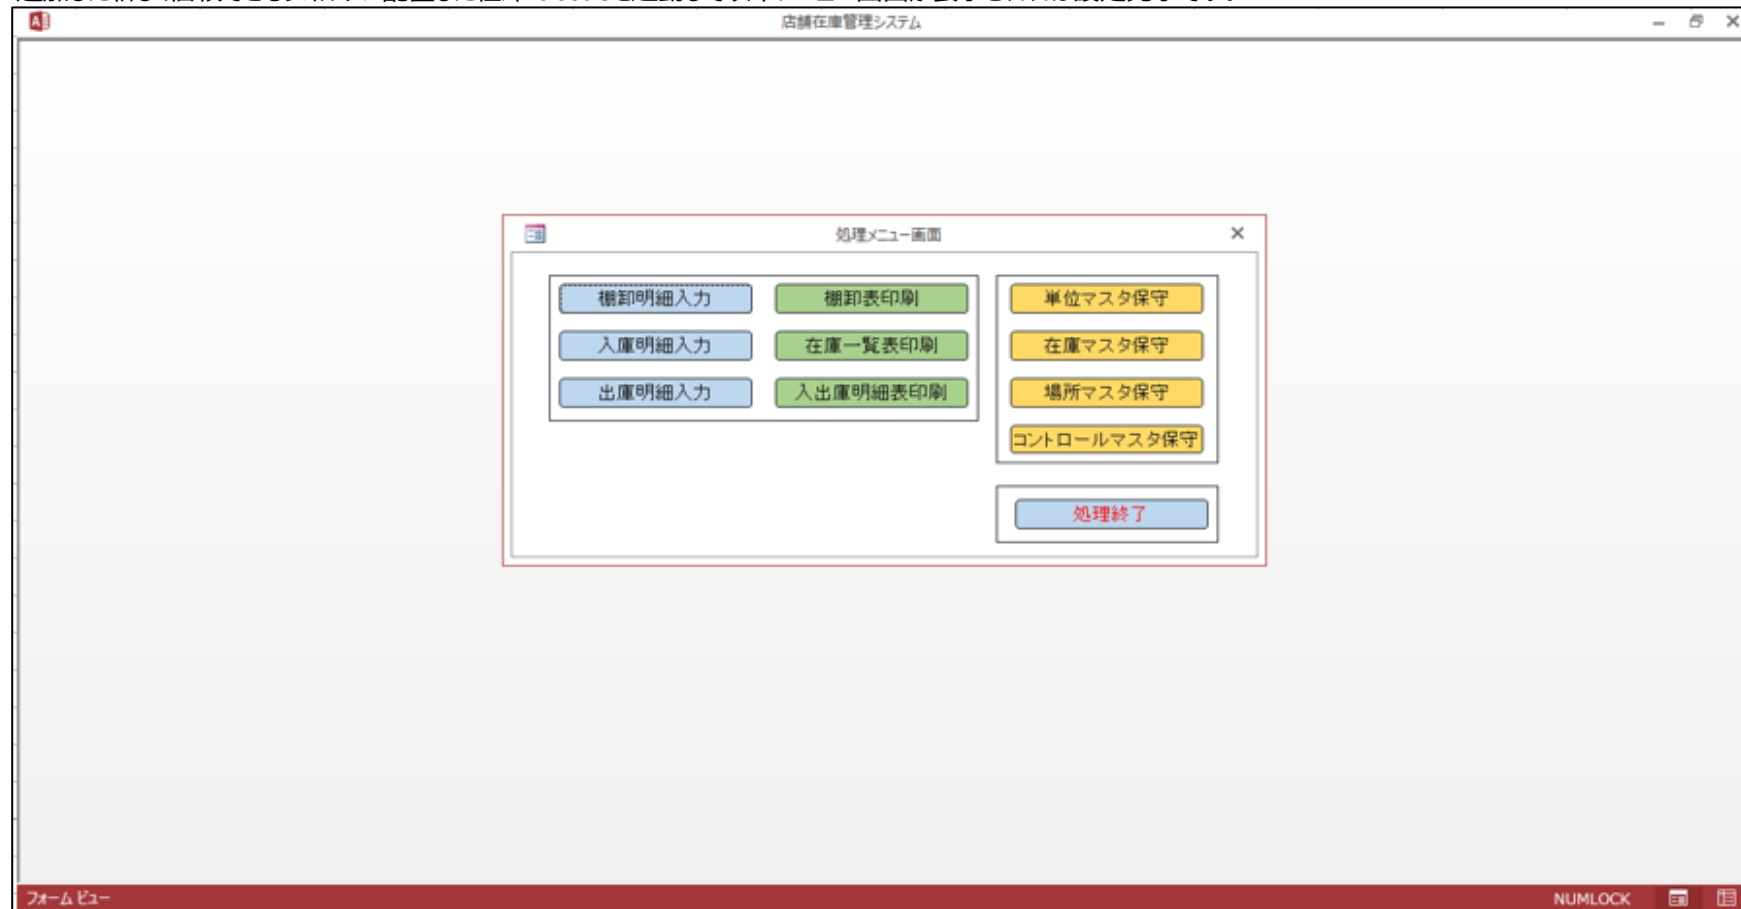 店舗在庫管理システム
処理メニュー画面
棚卸明細入力
棚卸表印刷
単位マスタ保守
入庫明細入力
在庫一覧表印刷
在庫マスタ保守
出庫明細入力
入出庫明細表印刷
場所マスタ保守
コントロールマスタ保守
処理終了
フォーム ビュー
NUMLOCK